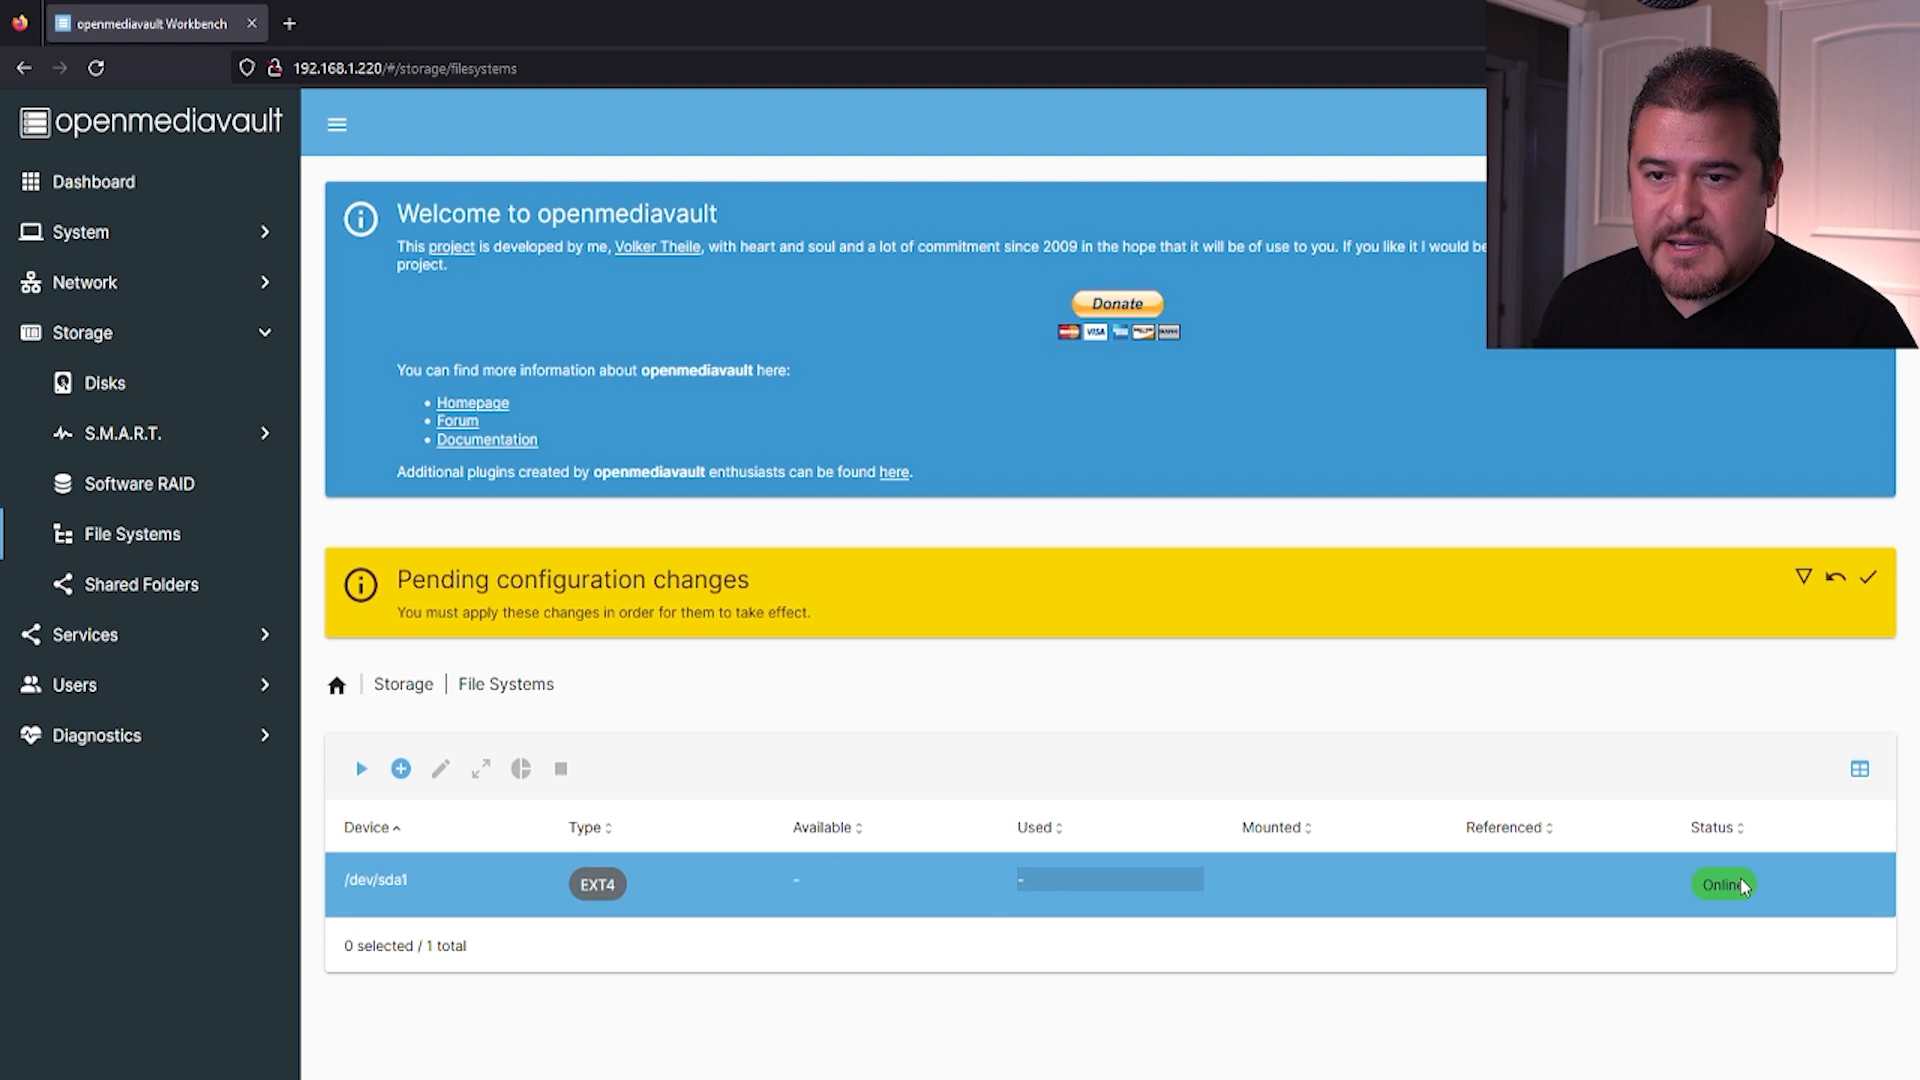 openmediavault Workbench
192.168.1.220/#/storage/filesystems
openmediavault
Dashboard
System
Network
Storage
Disks
S.M.A.R.T.
Software RAID
File Systems
Shared Folders
Services
Users
Diagnostics
Welcome to openmediavault
This project is developed by me, Volker Theile, with heart and soul and a lot of commitment since 2009 in the hope that it will be of use to you. If you like it I would be
project.
Donate
VISA
You can find more information about openmediavault here:
• Homepage
• Forum
• Documentation
Additional plugins created by openmediavault enthusiasts can be found here.
Pending configuration changes
You must apply these changes in order for them to take effect.
Storage | File Systems
Device Type Available Used Mounted Referenced Status
/dev/sda1 EXT4 - - Online
0 selected / 1 total